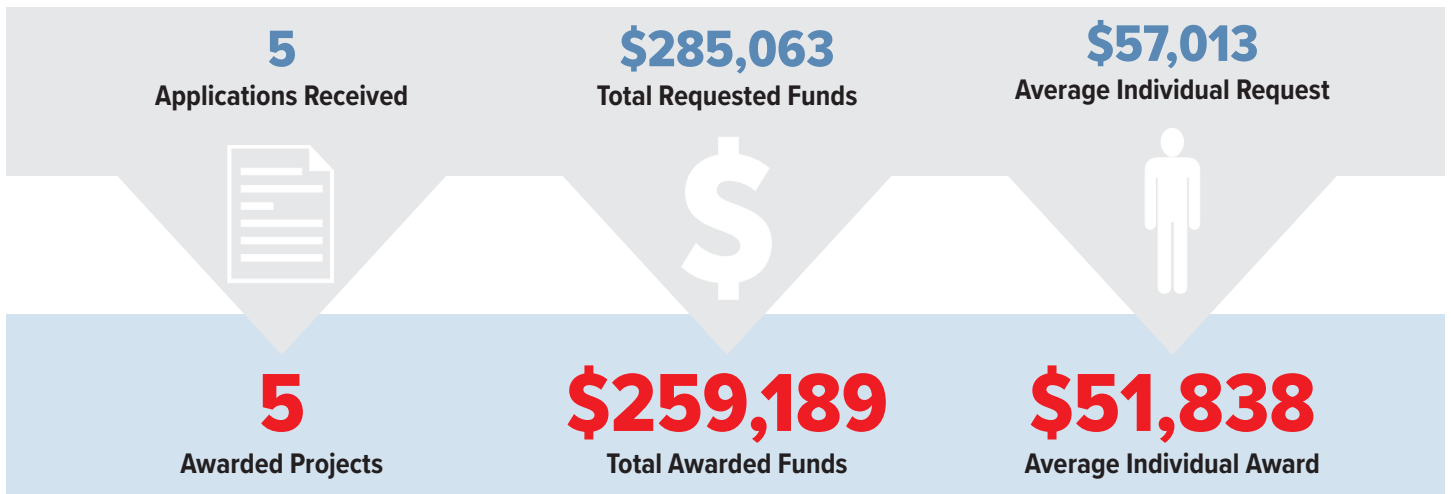 5
Applications Received
$285,063
Total Requested Funds
$57,013
Average Individual Request
$
5
Awarded Projects
$259,189
Total Awarded Funds
$51,838
Average Individual Award